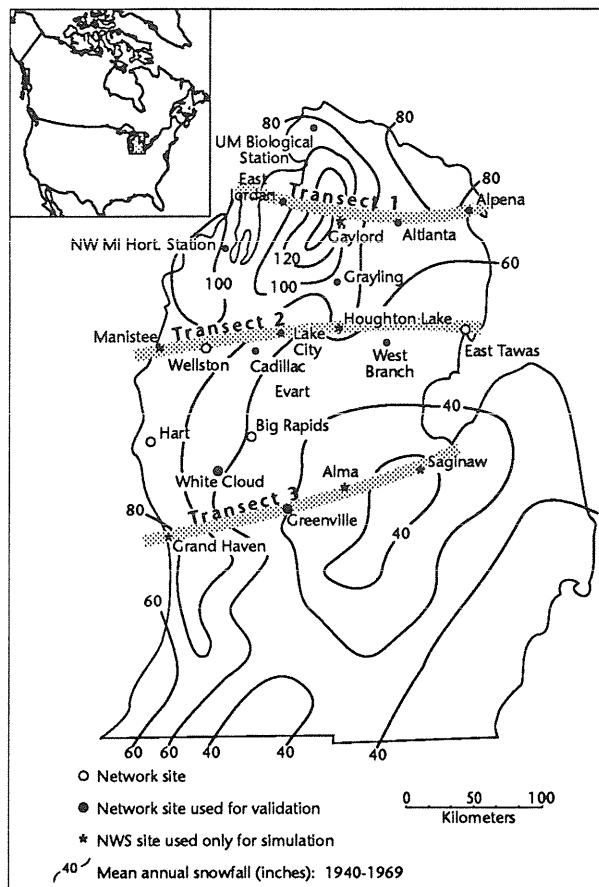 80
80
UM Biological
Station
East
Jordan
Transect 1
80
Alpena
Gaylord
Altlanta
NW Mi Hort. Station
120
60
100
100
Grayling
Manistee
Transect 2
Houghton Lake
Lake
City
Wellston
Cadillac
West
Branch
East Tawas
Evart
40
Hart
Big Rapids
White Cloud
Alma
Saginaw
Transect 3
Greenville
80
Grand Haven
40
60
60
60
40
40
40
Network site
Network site used for validation
0 50 100
Kilometers
NWS site used only for simulation
40 Mean annual snowfall (inches): 1940-1969